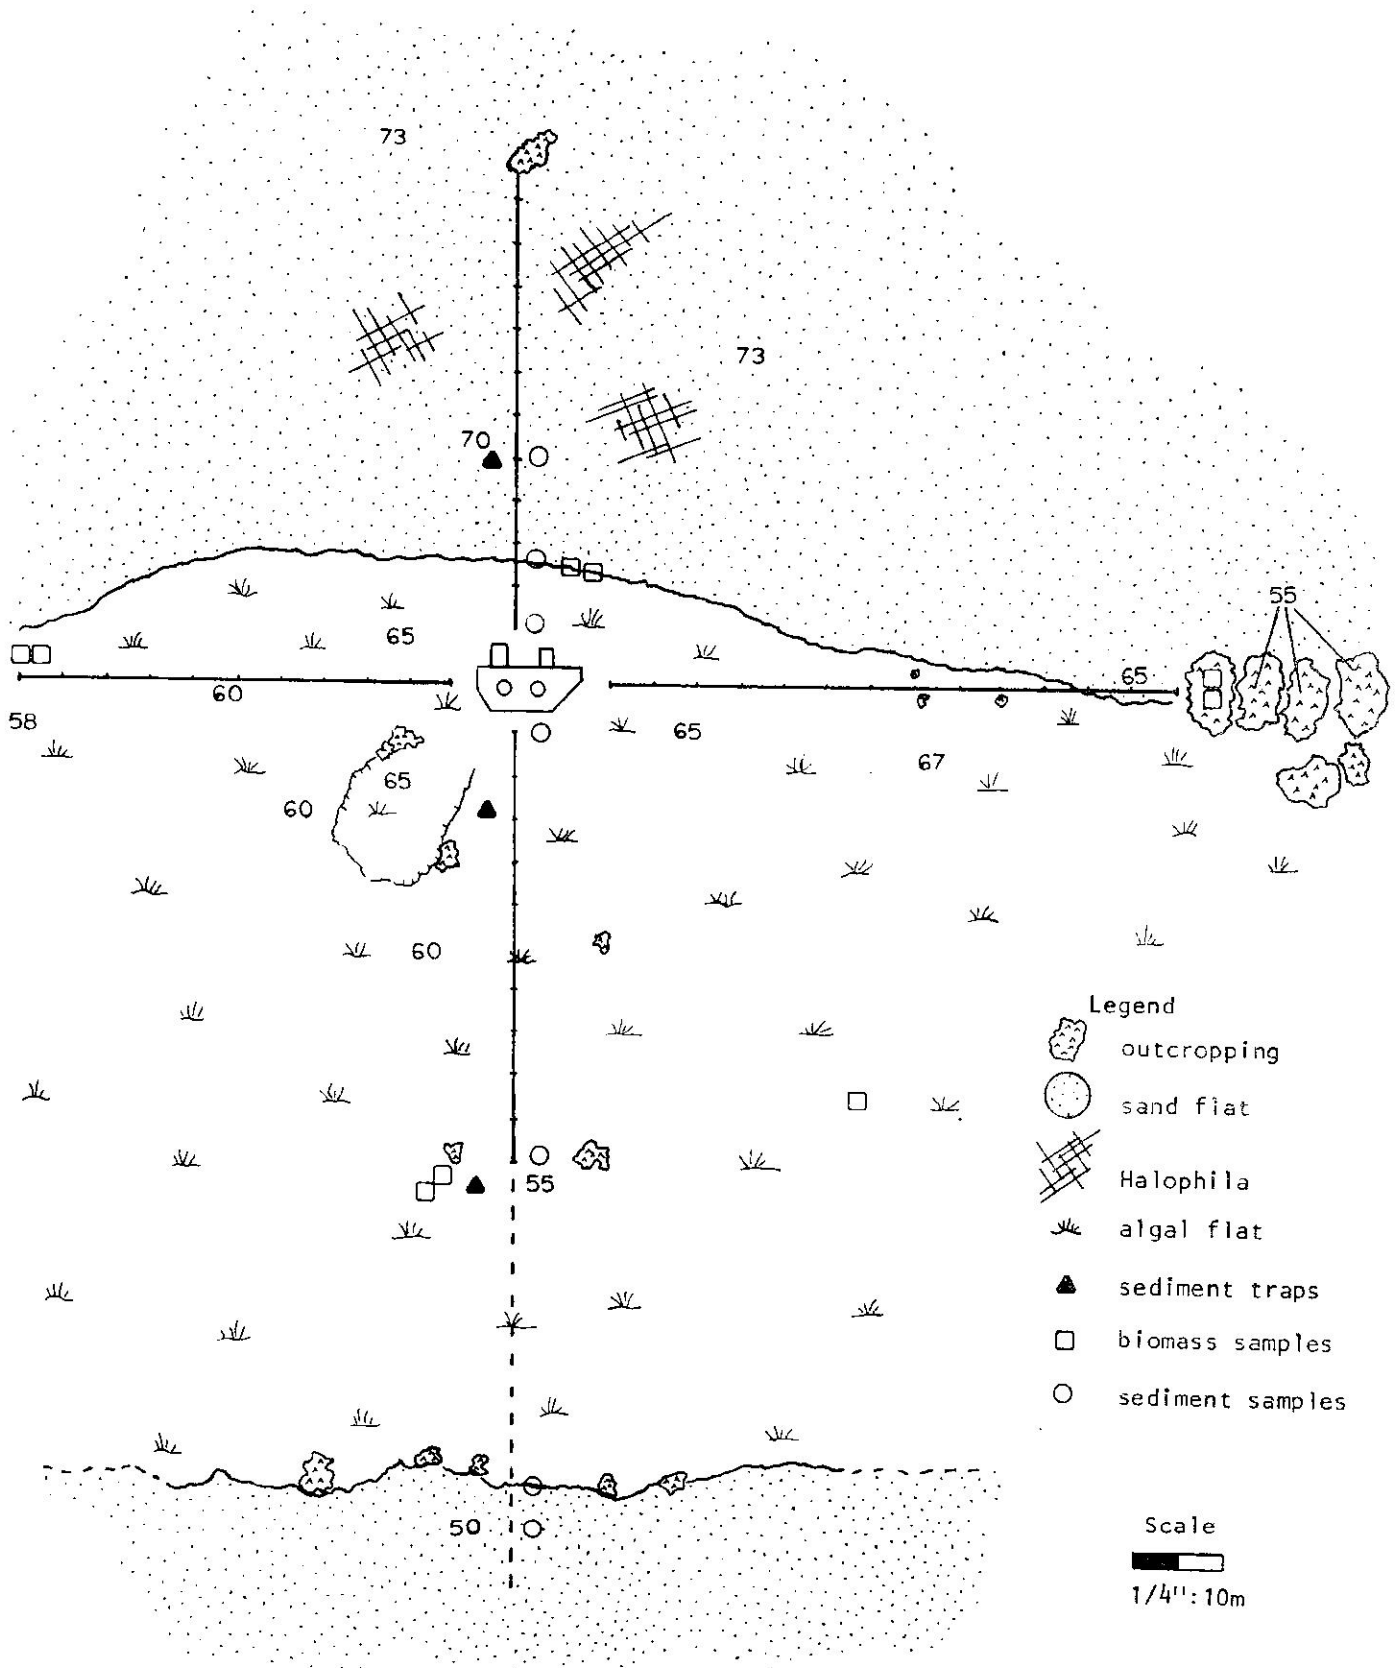 73
73
70
55
65
65
60
58
65
67
65
60
60
Legend
outcropping
sand flat
Halophila
algal flat
55
sediment traps
biomass samples
sediment samples
50
Scale
1/4":10m